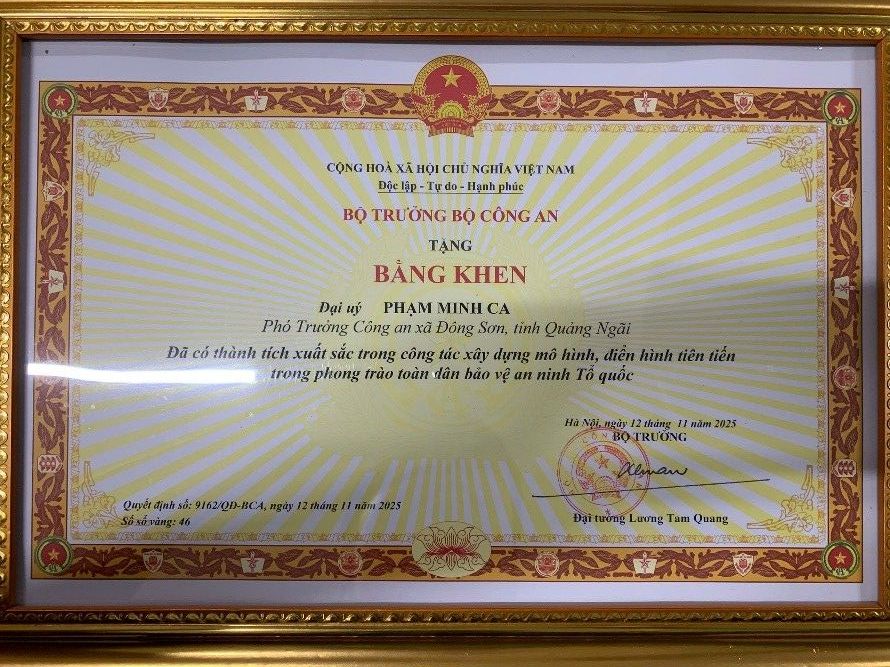 CỘNG HOÀ XÃ HỘI CHỦ NGHĨA VIỆT NAM
Độc lập - Tự do - Hạnh phúc
BỘ TRƯỞNG BỘ CÔNG AN
TẶNG
BẰNG KHEN
Đại uý PHẠM MINH CA
Phó Trưởng Công an xã Đông Sơn, tỉnh Quảng Ngãi
Đã có thành tích xuất sắc trong công tác xây dựng mô hình, điển hình tiên tiến
trong phong trào toàn dân bảo vệ an ninh Tổ quốc
Hà Nội, ngày 12 tháng 11 năm 2025
BỘ TRƯỞNG
Đại tướng Lương Tam Quang
Quyết định số: 9162/QĐ-BCA, ngày 12 tháng 11 năm 2025
Số sổ vàng: 46